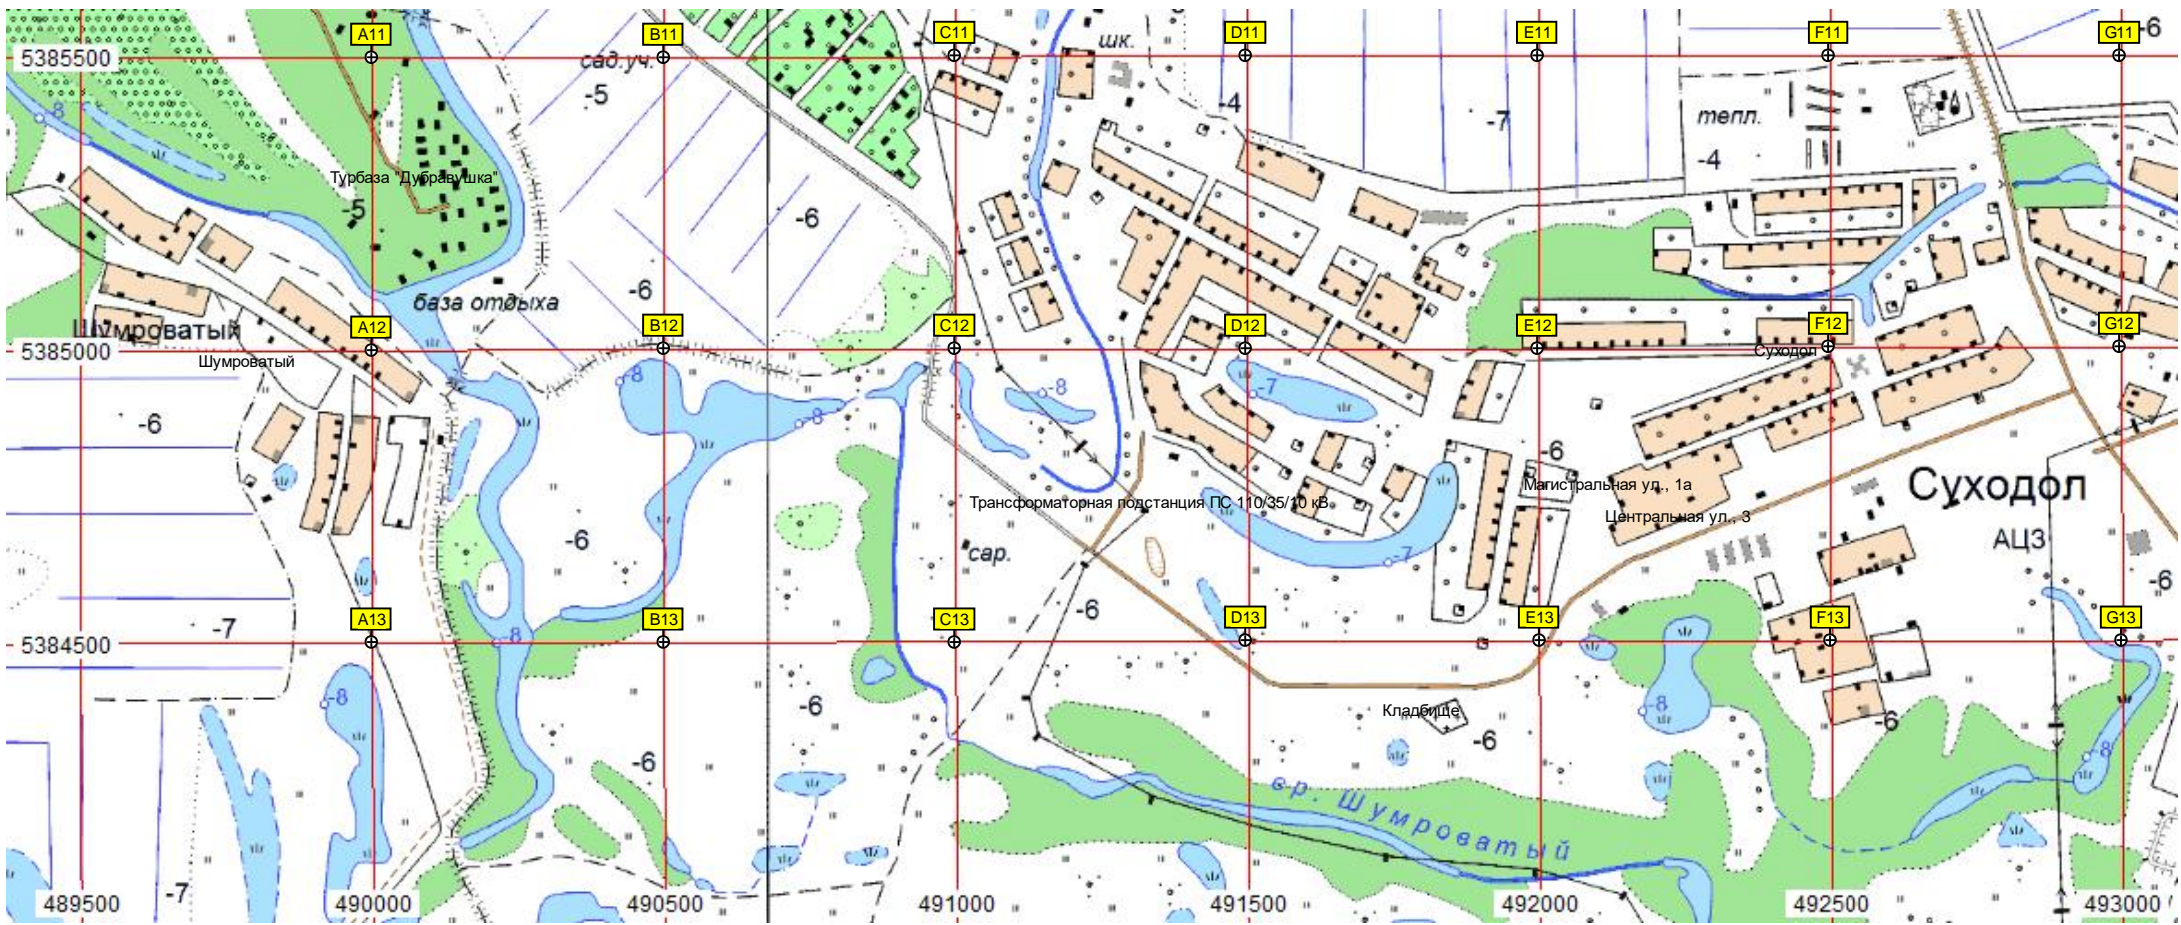 A11
B11
C11
D11
E11
F11
G11
-6
5385500
сад.уч.
шк.
-5
-8
-4
-7
тепл.
-4
Турбаза "Дубравушка"
-5
-6
-6
база отдыха
Шумроватый
A12
B12
C12
D12
E12
F12
G12
5385000
Шумроватый
Суходол
-8
-8
-8
-7
-6
-6
Магистральная ул., 1а
Суходол
Трансформаторная подстанция ПС 110/35/10 кВ
Центральная ул., 3
-6
АЦЗ
сар.
-7
-6
-6
-7
A13
B13
C13
D13
E13
F13
G13
5384500
-8
-8
-6
Кладбище
-6
-8
-6
-8
-6
ер. Шумроватый
-7
489500
490000
490500
491000
491500
492000
492500
493000